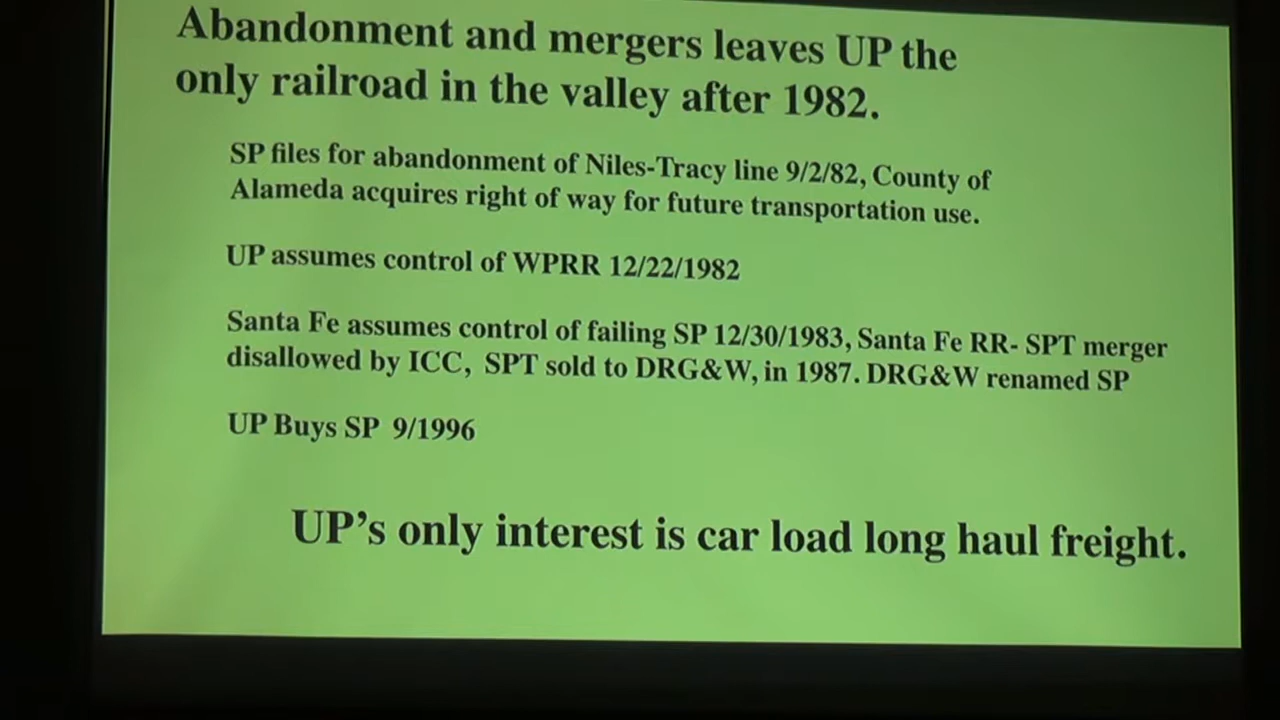 Abandonment and mergers leaves UP the
only railroad in the valley after 1982.
SP files for abandonment of Niles-Tracy line 9/2/82, County of
Alameda acquires right of way for future transportation use.
UP assumes control of WPRR 12/22/1982
Santa Fe assumes control of failing SP 12/30/1983, Santa Fe RR- SPT merger
disallowed by ICC, SPT sold to DRG&W, in 1987. DRG&W renamed SP
UP Buys SP 9/1996
UP's only interest is car load long haul freight.